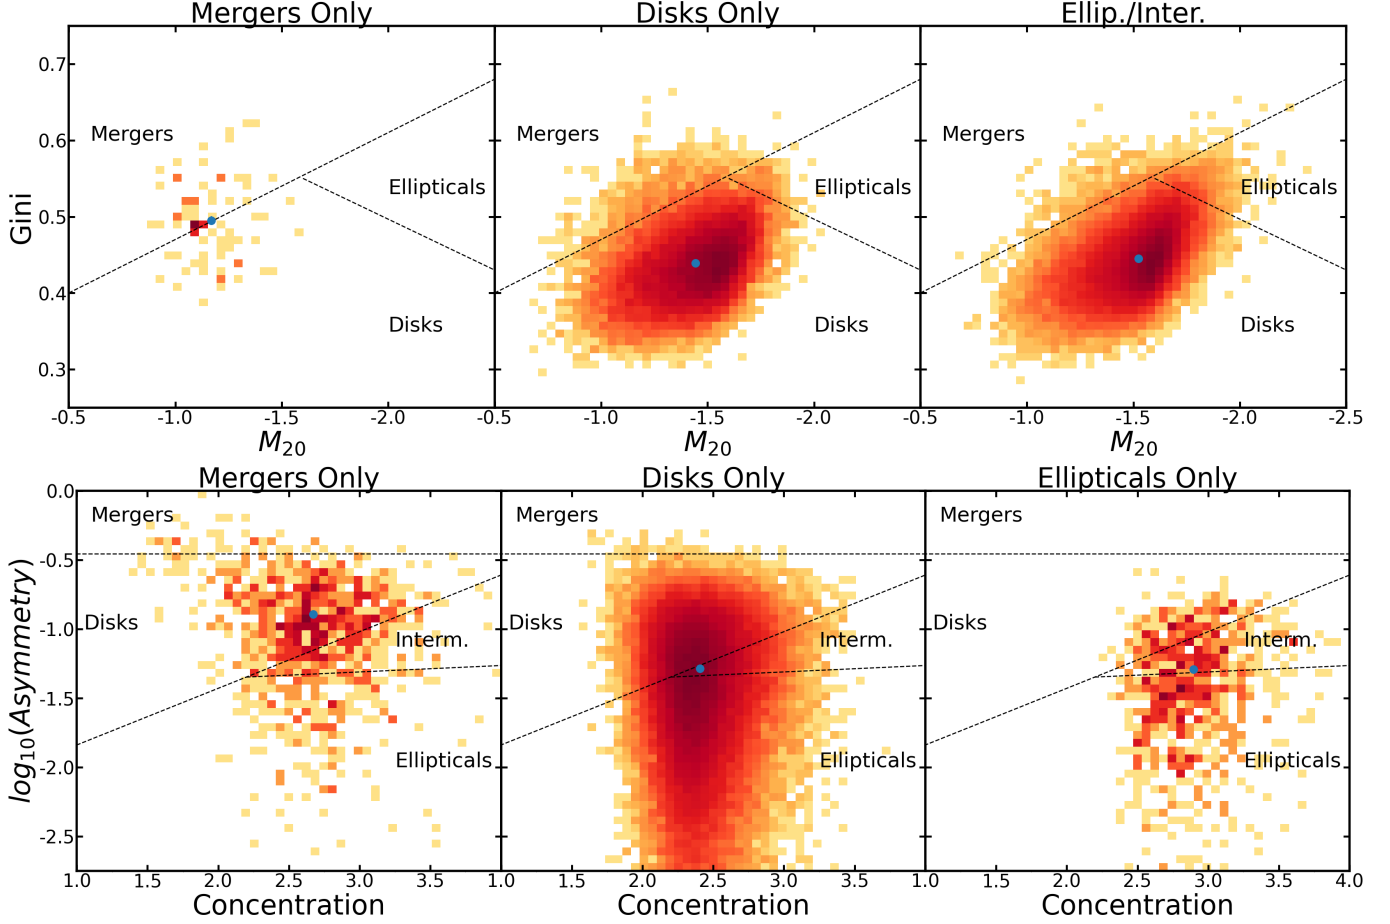 Mergers Only Disks Only Ellip./Inter.
0.7
Mergers Mergers Mergers
0.6
Ellipticals Ellipticals Ellipticals
0.5
Gini
0.4
Disks Disks Disks
0.3
-0.5 -1.0 -1.5 -2.0 -0.5 -1.0 -1.5 -2.0 -0.5 -1.0 -1.5 -2.0 -2.5
M20 M20 M20
Mergers Only Disks Only Ellipticals Only
0.0
Mergers Mergers Mergers
-0.5
Disks Disks Disks
-1.0
Interm. Interm. Interm.
log10(Asymmetry)
-1.5
Ellipticals Ellipticals Ellipticals
-2.0
-2.5
1.0 1.5 2.0 2.5 3.0 3.5 1.0 1.5 2.0 2.5 3.0 3.5 1.0 1.5 2.0 2.5 3.0 3.5 4.0
Concentration Concentration Concentration